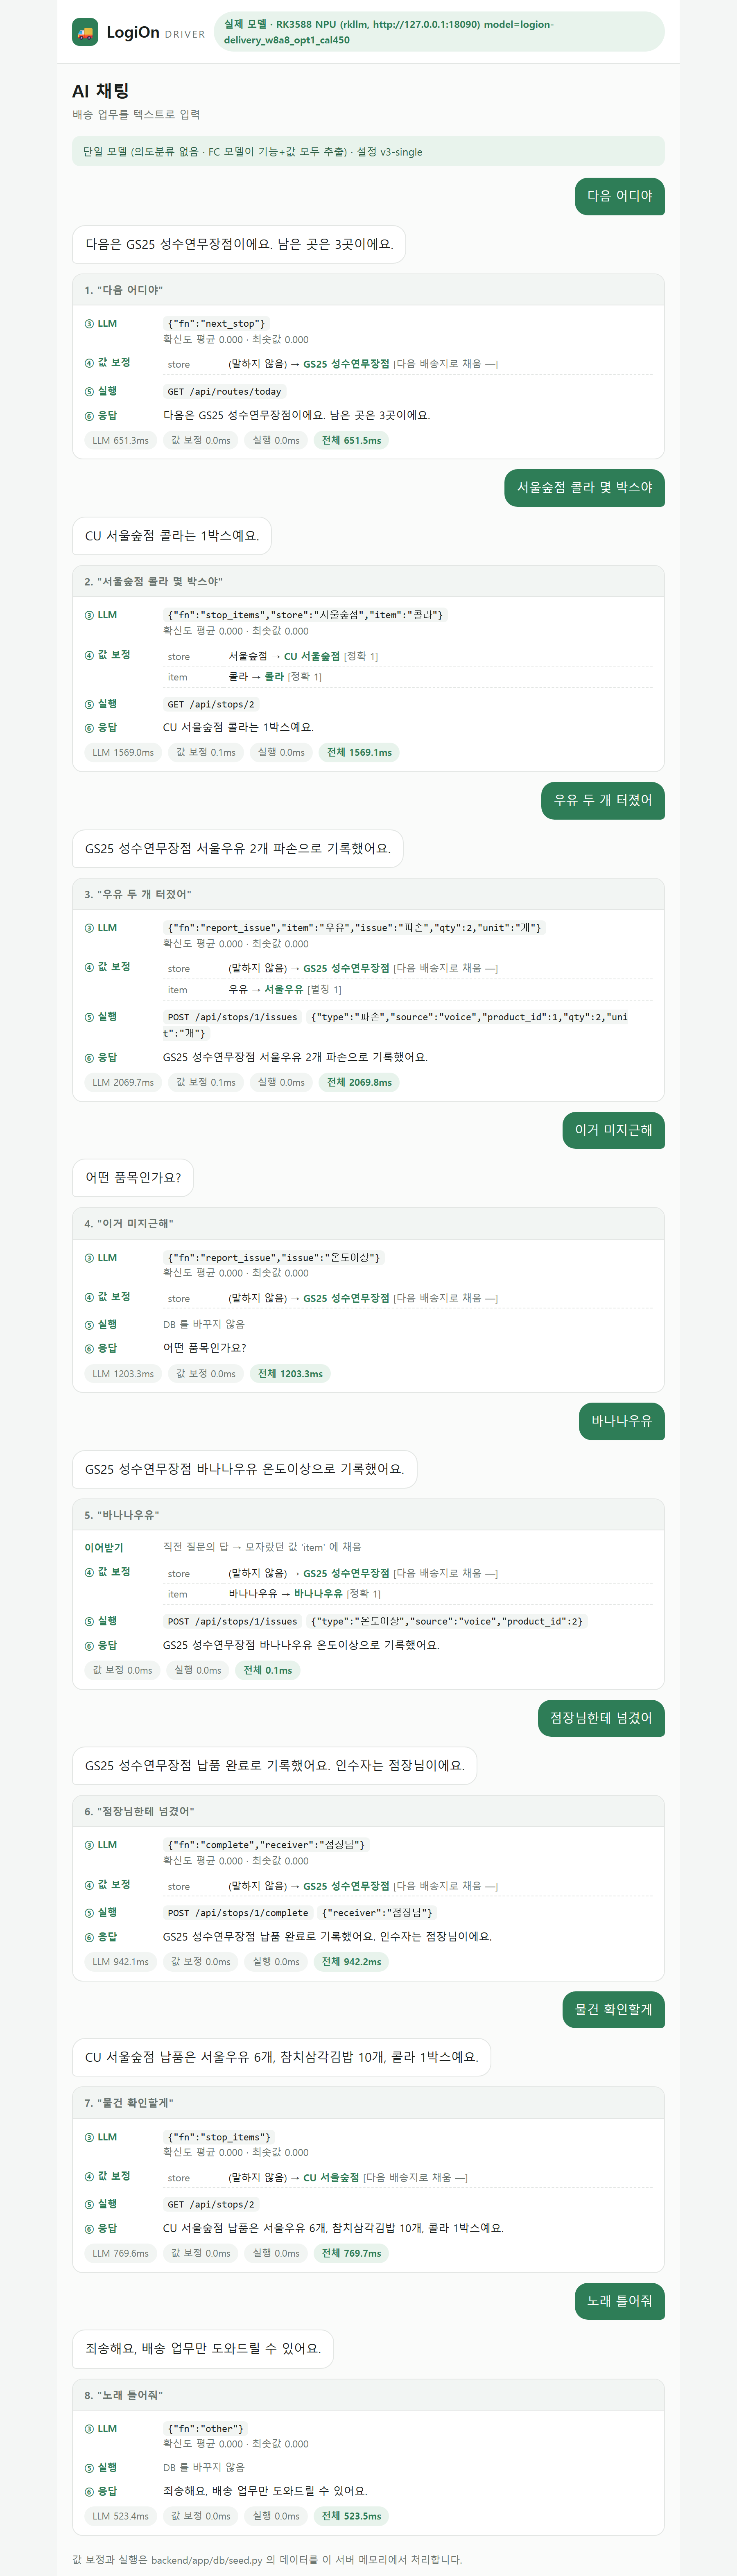 LogiOn DRIVER
실제 모델 · RK3588 NPU (rkllm, http://127.0.0.1:18090) model=logion-
delivery_w8a8_opt1_cal450
AI 채팅
배송 업무를 텍스트로 입력
단일 모델 (의도분류 없음 · FC 모델이 기능+값 모두 추출) · 설정 v3-single
다음 어디야
다음은 GS25 성수연무장점이에요. 남은 곳은 3곳이에요.
1. "다음 어디야"
③ LLM {"fn":"next_stop"}
확신도 평균 0.000 · 최솟값 0.000
④ 값 보정 store (말하지 않음) → GS25 성수연무장점 [다음 배송지로 채움 —]
⑤ 실행 GET /api/routes/today
⑥ 응답 다음은 GS25 성수연무장점이에요. 남은 곳은 3곳이에요.
LLM 651.3ms 값 보정 0.0ms 실행 0.0ms 전체 651.5ms
서울숲점 콜라 몇 박스야
CU 서울숲점 콜라는 1박스예요.
2. "서울숲점 콜라 몇 박스야"
③ LLM {"fn":"stop_items","store":"서울숲점","item":"콜라"}
확신도 평균 0.000 · 최솟값 0.000
④ 값 보정 store 서울숲점 → CU 서울숲점 [정확 1]
item 콜라 → 콜라 [정확 1]
⑤ 실행 GET /api/stops/2
⑥ 응답 CU 서울숲점 콜라는 1박스예요.
LLM 1569.0ms 값 보정 0.1ms 실행 0.0ms 전체 1569.1ms
우유 두 개 터졌어
GS25 성수연무장점 서울우유 2개 파손으로 기록했어요.
3. "우유 두 개 터졌어"
③ LLM {"fn":"report_issue","item":"우유","issue":"파손","qty":2,"unit":"개"}
확신도 평균 0.000 · 최솟값 0.000
④ 값 보정 store (말하지 않음) → GS25 성수연무장점 [다음 배송지로 채움 —]
item 우유 → 서울우유 [별칭 1]
⑤ 실행 POST /api/stops/1/issues {"type":"파손","source":"voice","product_id":1,"qty":2,"uni
t":"개"}
⑥ 응답 GS25 성수연무장점 서울우유 2개 파손으로 기록했어요.
LLM 2069.7ms 값 보정 0.1ms 실행 0.0ms 전체 2069.8ms
이거 미지근해
어떤 품목인가요?
4. "이거 미지근해"
③ LLM {"fn":"report_issue","issue":"온도이상"}
확신도 평균 0.000 · 최솟값 0.000
④ 값 보정 store (말하지 않음) → GS25 성수연무장점 [다음 배송지로 채움 —]
⑤ 실행 DB 를 바꾸지 않음
⑥ 응답 어떤 품목인가요?
LLM 1203.3ms 값 보정 0.0ms 전체 1203.3ms
바나나우유
GS25 성수연무장점 바나나우유 온도이상으로 기록했어요.
5. "바나나우유"
이어받기 직전 질문의 답 → 모자랐던 값 'item' 에 채움
④ 값 보정 store (말하지 않음) → GS25 성수연무장점 [다음 배송지로 채움 —]
item 바나나우유 → 바나나우유 [정확 1]
⑤ 실행 POST /api/stops/1/issues {"type":"온도이상","source":"voice","product_id":2}
⑥ 응답 GS25 성수연무장점 바나나우유 온도이상으로 기록했어요.
값 보정 0.0ms 실행 0.0ms 전체 0.1ms
점장님한테 넘겼어
GS25 성수연무장점 납품 완료로 기록했어요. 인수자는 점장님이에요.
6. "점장님한테 넘겼어"
③ LLM {"fn":"complete","receiver":"점장님"}
확신도 평균 0.000 · 최솟값 0.000
④ 값 보정 store (말하지 않음) → GS25 성수연무장점 [다음 배송지로 채움 —]
⑤ 실행 POST /api/stops/1/complete {"receiver":"점장님"}
⑥ 응답 GS25 성수연무장점 납품 완료로 기록했어요. 인수자는 점장님이에요.
LLM 942.1ms 값 보정 0.0ms 실행 0.0ms 전체 942.2ms
물건 확인할게
CU 서울숲점 납품은 서울우유 6개, 참치삼각김밥 10개, 콜라 1박스예요.
7. "물건 확인할게"
③ LLM {"fn":"stop_items"}
확신도 평균 0.000 · 최솟값 0.000
④ 값 보정 store (말하지 않음) → CU 서울숲점 [다음 배송지로 채움 —]
⑤ 실행 GET /api/stops/2
⑥ 응답 CU 서울숲점 납품은 서울우유 6개, 참치삼각김밥 10개, 콜라 1박스예요.
LLM 769.6ms 값 보정 0.0ms 실행 0.0ms 전체 769.7ms
노래 틀어줘
죄송해요, 배송 업무만 도와드릴 수 있어요.
8. "노래 틀어줘"
③ LLM {"fn":"other"}
확신도 평균 0.000 · 최솟값 0.000
⑤ 실행 DB 를 바꾸지 않음
⑥ 응답 죄송해요, 배송 업무만 도와드릴 수 있어요.
LLM 523.4ms 값 보정 0.0ms 실행 0.0ms 전체 523.5ms
값 보정과 실행은 backend/app/db/seed.py 의 데이터를 이 서버 메모리에서 처리합니다.